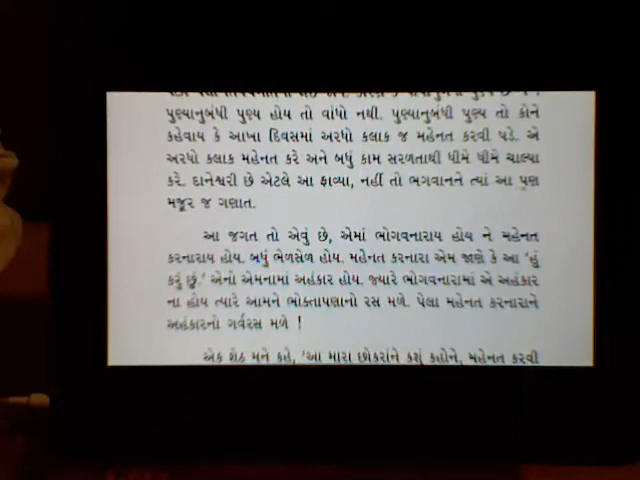 પુણ્યાનુબંધી પુણ્ય હોય તો વાંધો નથી. પુણ્યાનુબંધી પુણ્ય તો કોને
કહેવાય કે આખા દિવસમાં અરધો કલાક જ મહેનત કરવી પડે. એ
અરધો કલાક મહેનત કરે અને બધું કામ સરળતાથી ધીમે ધીમે ચાલ્યા
કરે. દાનેશ્વરી છે એટલે આ ફાવ્યા, નહીં તો ભગવાનને ત્યાં આ પણ
મજૂર જ ગણાત.
આ જગત તો એવું છે, એમાં ભોગવનારાય હોય ને મહેનત
કરનારાય હોય. બધું ભેળસેળ હોય. મહેનત કરનારા એમ જાણે કે આ 'હું
કરું છું.' એનો એમનામાં અહંકાર હોય. જ્યારે ભોગવનારામાં એ અહંકાર
ના હોય ત્યારે આમને ભોક્તાપણાનો રસ મળે. પેલા મહેનત કરનારાને
અહંકારનો ગર્વરસ મળે !
એક શેઠ મને કહે, 'આ મારા છોકરાંને કશું કહોને, મહેનત કરવી